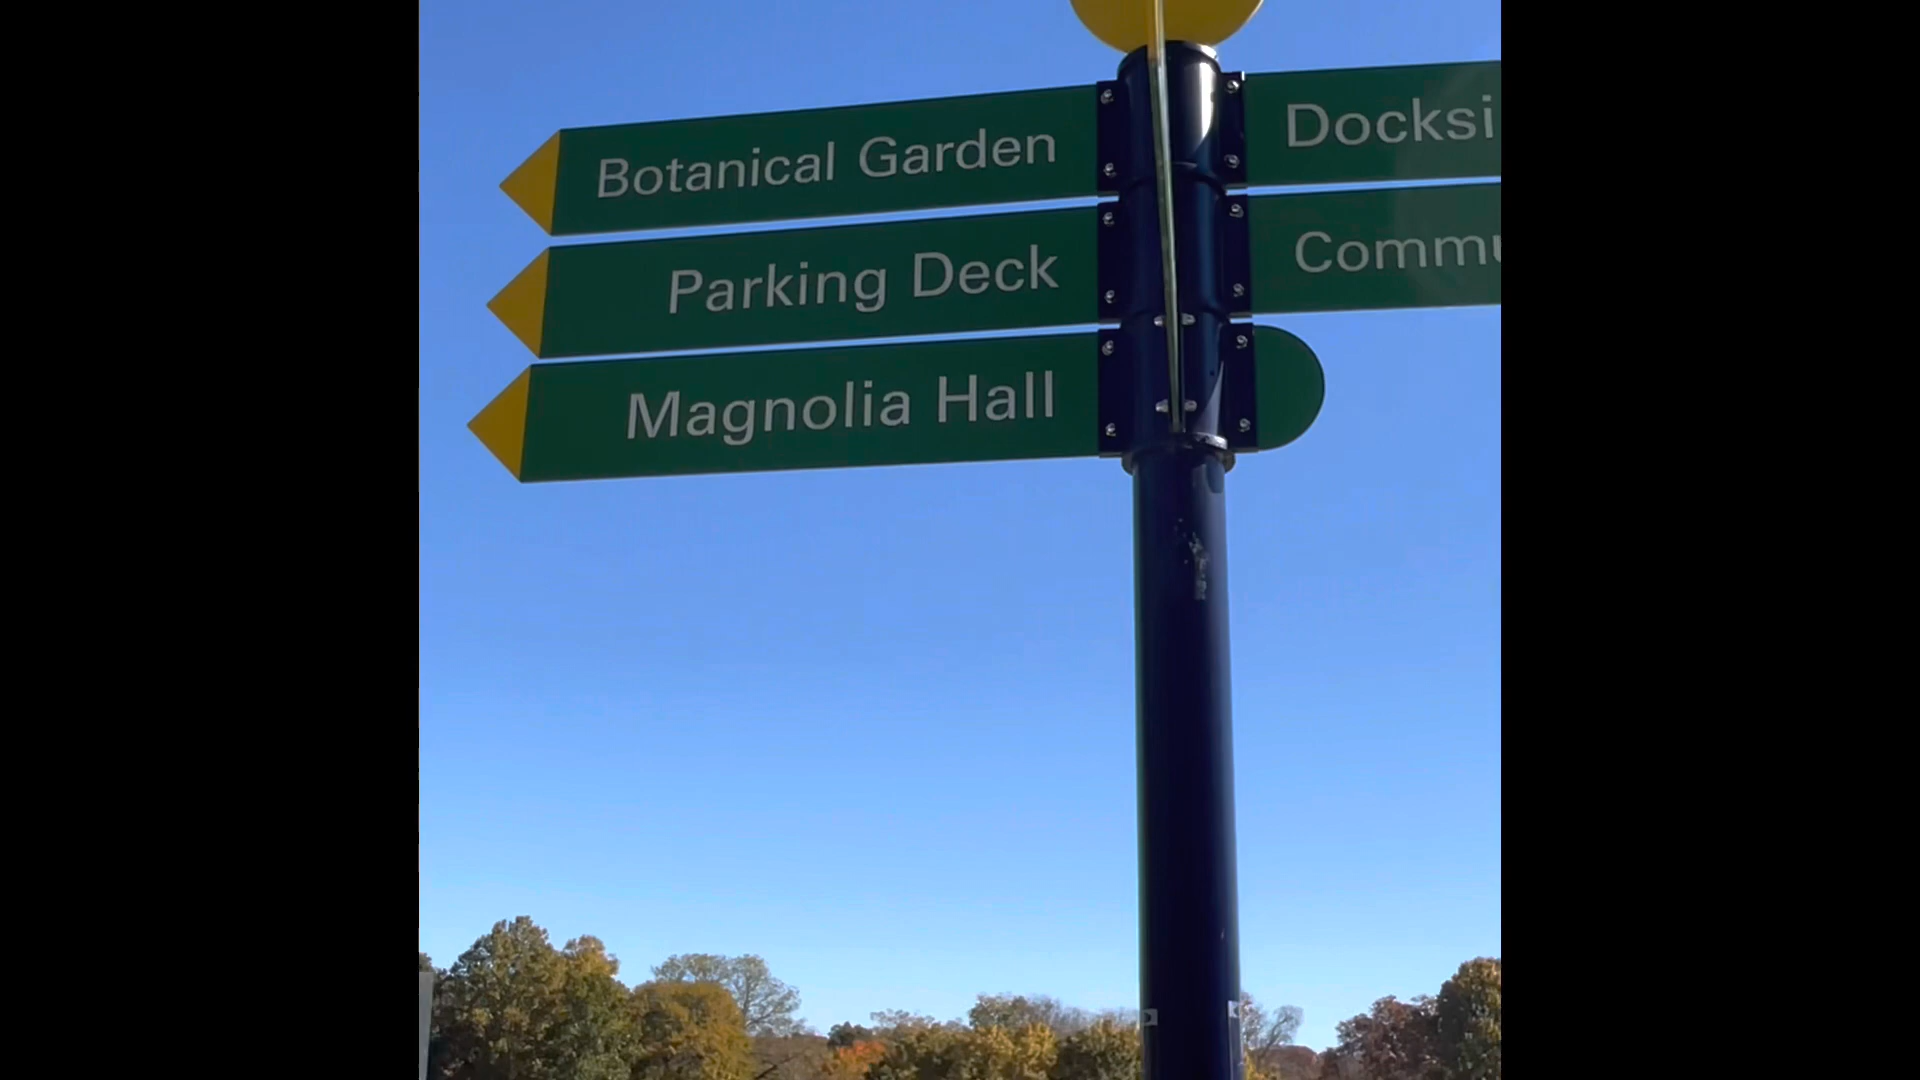 Botanical Garden
Parking Deck
Magnolia Hall
Docksi
Commu